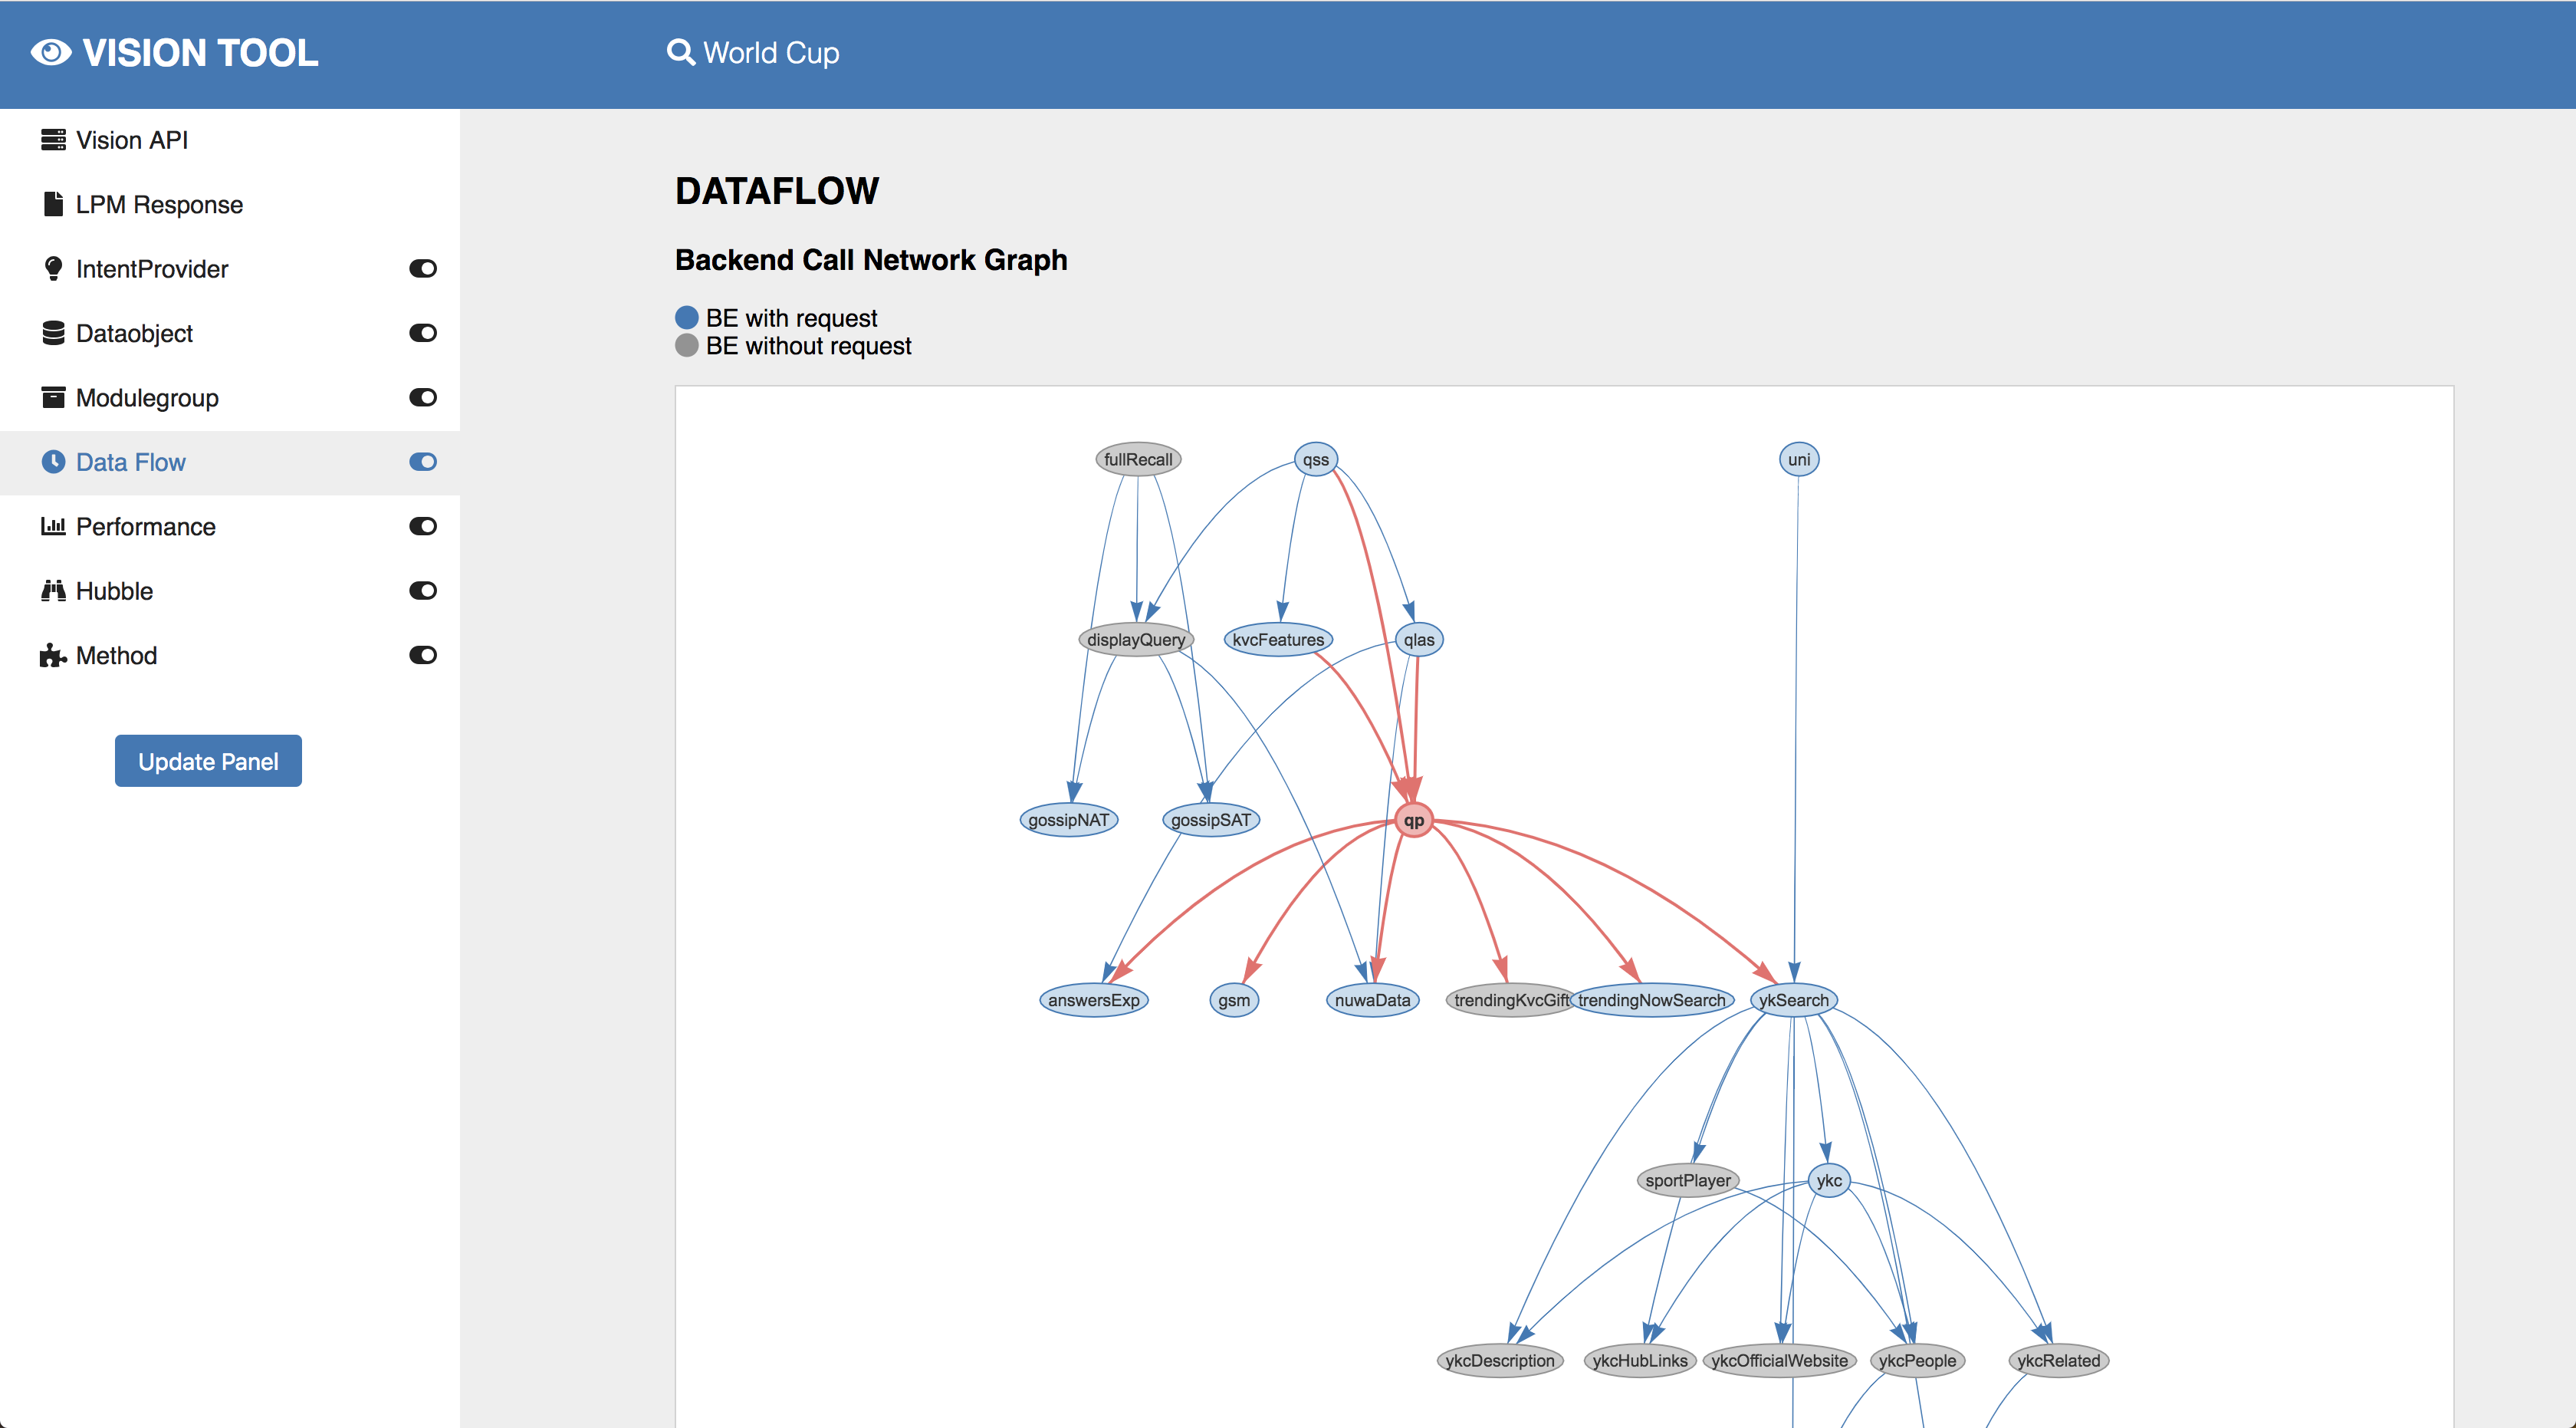 VISION TOOL
World Cup
Vision API
LPM Response
IntentProvider
Dataobject
Modulegroup
Data Flow
Performance
Hubble
Method
Update Panel
DATAFLOW
Backend Call Network Graph
BE with request
BE without request
fullRecall
qss
uni
displayQuery
kvcFeatures
qlas
gossipNAT
gossipSAT
qp
answersExp
gsm
nuwaData
trendingKvcGift
trendingNowSearch
ykSearch
sportPlayer
ykc
ykcDescription
ykcHubLinks
ykcOfficialWebsite
ykcPeople
ykcRelated